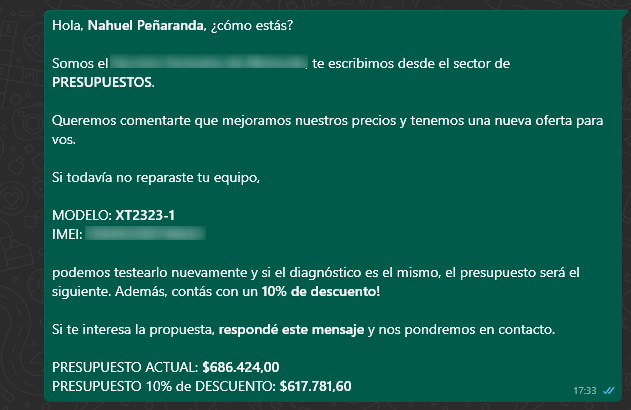 Hola, Nahuel Peñaranda, ¿cómo estás?
Somos el te escribimos desde el sector de
PRESUPUESTOS.
Queremos comentarte que mejoramos nuestros precios y tenemos una nueva oferta para
vos.
Si todavía no reparaste tu equipo,
MODELO: XT2323-1
IMEI:
podemos testearlo nuevamente y si el diagnóstico es el mismo, el presupuesto será el
siguiente. Además, contás con un 10% de descuento!
Si te interesa la propuesta, respondé este mensaje y nos pondremos en contacto.
PRESUPUESTO ACTUAL: $686.424,00
PRESUPUESTO 10% de DESCUENTO: $617.781,60
17:33